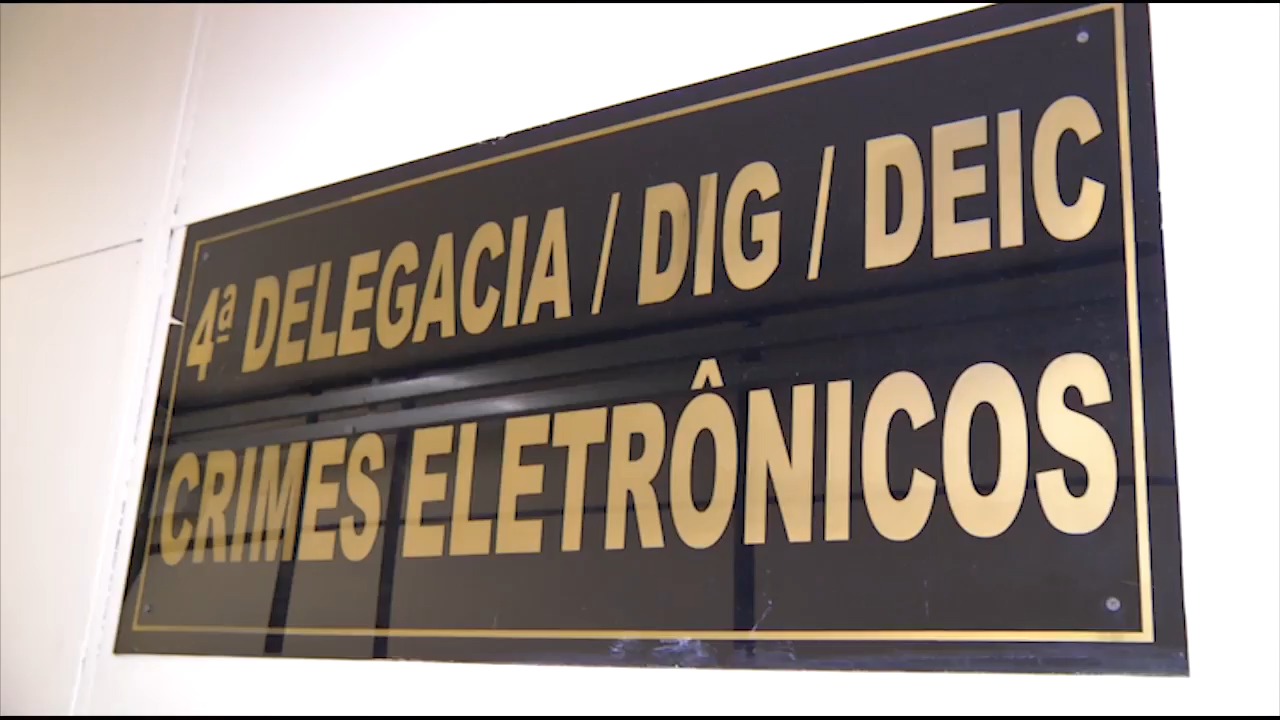 4ª DELEGACIA / DIG / DEIC
CRIMES ELETRÔNICOS